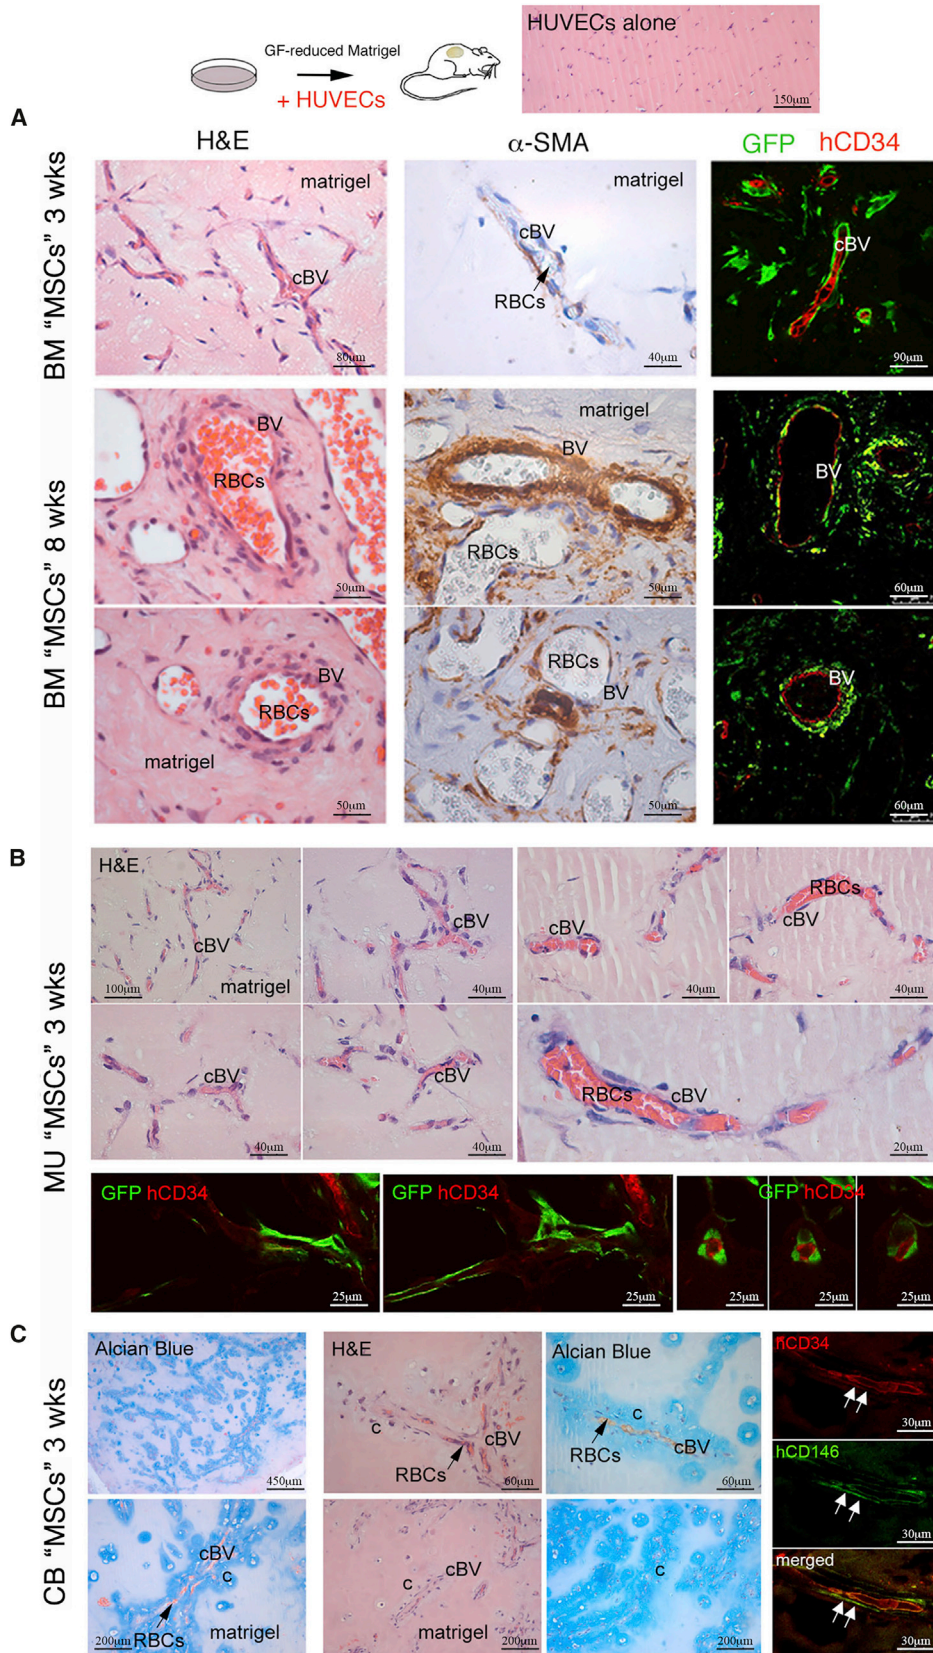 GF-reduced Matrigel
+ HUVECs
HUVECs alone
150µm
A
H&E
α-SMA
GFP hCD34
BM “MSCs” 3 wks
matrigel
cBV
80µm
matrigel
cBV
RBCs
40µm
cBV
90µm
BM “MSCs” 8 wks
BV
RBCs
50µm
matrigel
BV
RBCs
50µm
BV
60µm
BV
RBCs
matrigel
50µm
RBCs
BV
50µm
BV
60µm
B
MU “MSCs” 3 wks
H&E
cBV
100µm
matrigel
cBV
40µm
cBV
40µm
RBCs
cBV
40µm
cBV
40µm
cBV
40µm
RBCs
cBV
20µm
GFP hCD34
25µm
GFP hCD34
25µm
GFP hCD34
25µm
25µm
25µm
C
CB “MSCs” 3 wks
Alcian Blue
450µm
H&E
c
cBV
RBCs
60µm
Alcian Blue
c
RBCs
cBV
60µm
hCD34
30µm
hCD146
30µm
cBV
c
RBCs
matrigel
200µm
cBV
c
matrigel
200µm
c
200µm
merged
30µm